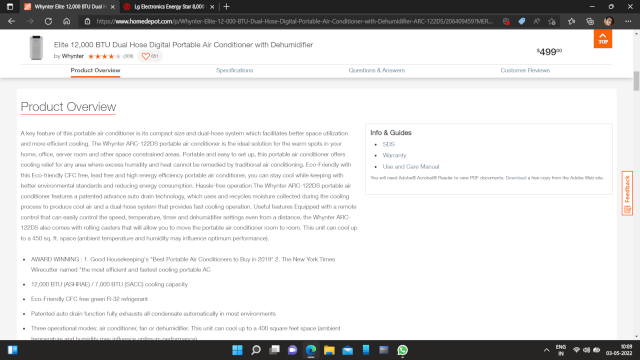 Whynter Elite 12,000 BTU Dual H
Lg Electronics Energy Star 8,000
https://www.homedepot.com/p/Whynter-Elite-12-000-BTU-Dual-Hose-Digital-Portable-Air-Conditioner-with-Dehumidifier-ARC-122DS/206409459?MER...
Elite 12,000 BTU Dual Hose Digital Portable Air Conditioner with Dehumidifier
by Whynter
$499.00
TOP
Product Overview
Specifications
Questions & Answers
Customer Reviews
Product Overview
A key feature of this portable air conditioner is its compact size and dual-hose system which facilitates better space utilization
and more efficient cooling. The Whynter ARC-122DS portable air conditioner is the ideal solution for the warm spots in your
home, office, server room and other space constrained areas. Portable and easy to set up, this portable air conditioner offers
cooling relief for any area where excess humidity and heat cannot be remedied by traditional air conditioning. Eco-Friendly with
this Eco-friendly CFC free, lead free and high energy efficiency portable air conditioner, you can stay cool while keeping with
better environmental standards and reducing energy consumption. Hassle-free operation The Whynter ARC-122DS portable air
conditioner features a patented advance auto drain technology, which uses and recycles moisture collected during the cooling
process to produce cool air and a dual-hose system that provides fast cooling operation. Useful features Equipped with a remote
control that can easily control the speed, temperature, timer and dehumidifier settings even from a distance, the Whynter ARC-
122DS also comes with rolling casters that will allow you to move the portable air conditioner room to room. This unit can cool up
to a 450 sq. ft. space (ambient temperature and humidity may influence optimum performance).
• AWARD WINNING : 1. Good Housekeeping's "Best Portable Air Conditioners to Buy in 2019" 2. The New York Times
Wirecutter named "the most efficient and fastest cooling portable AC
• 12,000 BTU (ASHRAE) / 7,000 BTU (SACC) cooling capacity
• Eco-Friendly CFC free green R-32 refrigerant
• Patented auto drain function fully exhausts all condensate automatically in most environments
• Three operational modes: air conditioner, fan or dehumidifier. This unit can cool up to a 400 square feet space (ambient
temperature and humidity may influence optimum performance)
Info & Guides
• SDS
• Warranty
• Use and Care Manual
You will need Adobe® Acrobat® Reader to view PDF documents. Download a free copy from the Adobe Web site.
Feedback
ENG
IN
10:09
03-05-2022